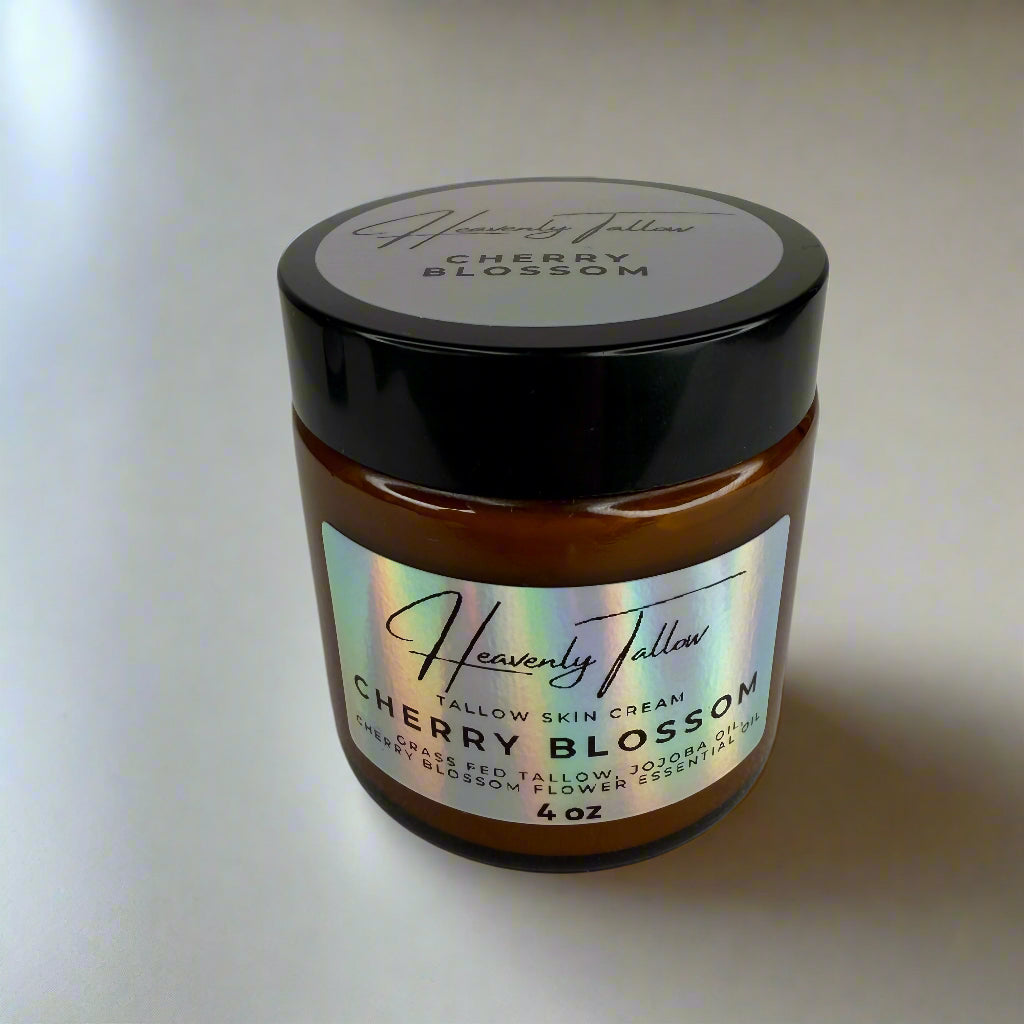 Heavenly Tallow
CHERRY
BLOSSOM
Heavenly Tallow
TALLOW SKIN CREAM
CHERRY BLOSSOM
GRASS FED TALLOW, JOJOBA OIL,
CHERRY BLOSSOM FLOWER ESSENTIAL OIL
4 oz